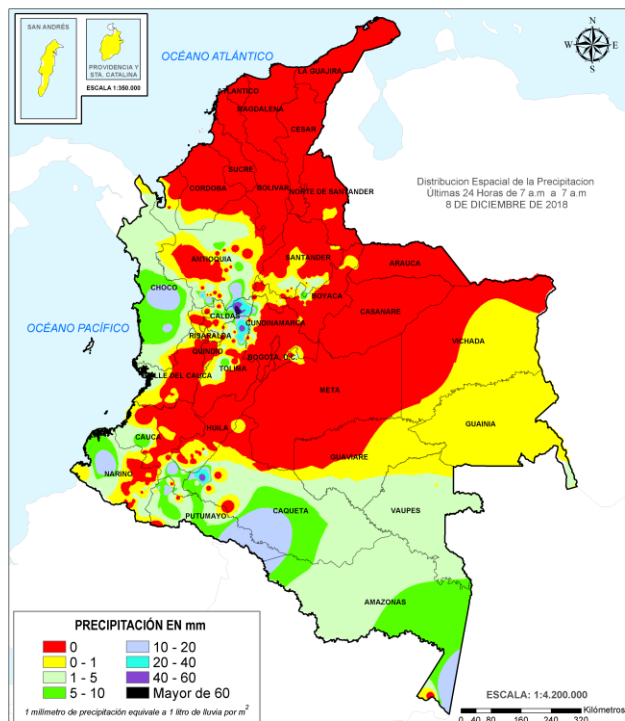 SAN ANDRÉS
PROVIDENCIA Y
STA. CATALINA
ESCALA 1:350.000
OCÉANO ATLÁNTICO
N
W
E
S
LA GUAJIRA
ATLANTICO
MAGDALENA
CESAR
Distribucion Espacial de la Precipitacion
Últimas 24 Horas de 7 a.m a 7 a.m
8 DE DICIEMBRE DE 2018
SUCRE
CORDOBA
BOLIVAR
NORTE DE SANTANDER
ANTIOQUIA
SANTANDER
ARAUCA
CHOCO
BOYACA
CASANARE
CALDAS
CUNDINAMARCA
OCÉANO PACÍFICO
RISARALDA
VICHADA
QUINDIO
BOGOTA, D.C.
TOLIMA
VALLE DEL CAUCA
META
GUAINIA
HUILA
CAUCA
GUAVIARE
NARIÑO
CAQUETA
VAUPES
PUTUMAYO
AMAZONAS
PRECIPITACIÓN EN mm
0
10 - 20
0 - 1
20 - 40
1 - 5
40 - 60
5 - 10
Mayor de 60
1 milimetro de precipitación equivale a 1 litro de lluvia por m2
ESCALA: 1:4.200.000
Kilómetros
0 40 80 160 240 320